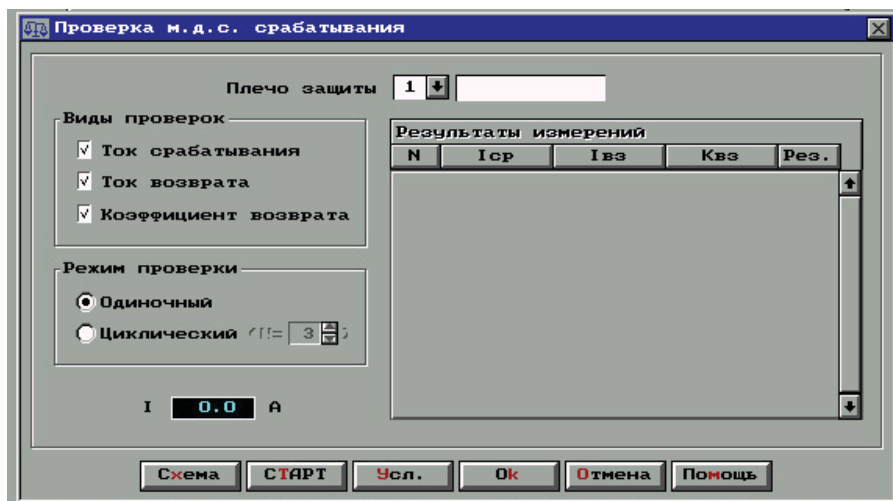 Проверка м.д.с. срабатывания
Плечо защиты 1
Виды проверок
Ток срабатывания
Ток возврата
Коэффициент возврата
Режим проверки
Одиночный
Циклический (N= 3 )
I 0.0 А
Результаты измерений
N Iср Iвз Kвз Рез.
Схема СТАРТ Усл. Ok Отмена Помощь